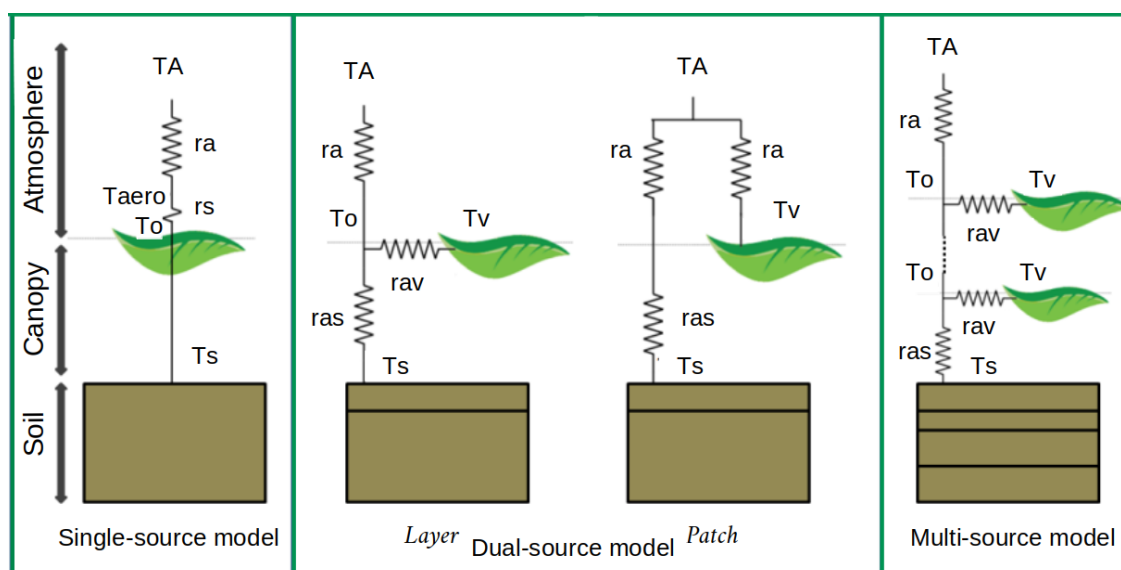 Atmosphere
Canopy
Soil
TA
ra
Taero
rs
To
Ts
Single-source model
TA
ra
To
Tv
rav
ras
Ts
Layer
TA
ra
ra
Tv
ras
Ts
Patch
Dual-source model
TA
ra
To
Tv
rav
To
Tv
rav
ras
Ts
Multi-source model